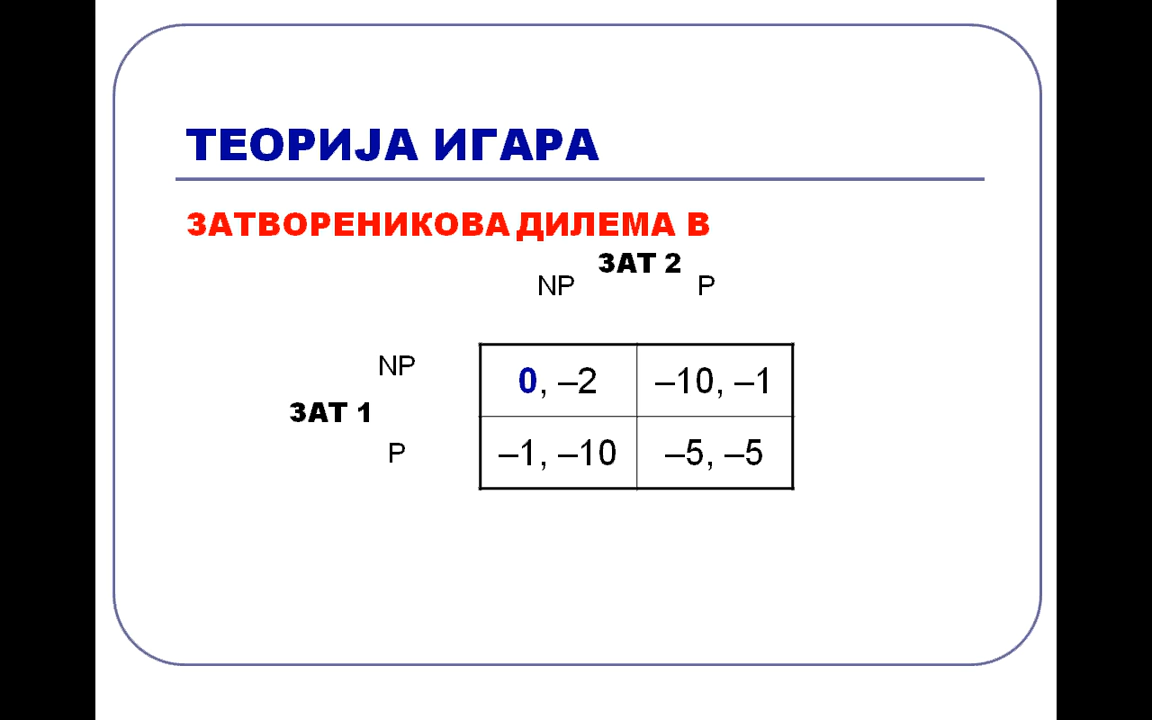 ТЕОРИЈА ИГАРА
ЗАТВОРЕНИКОВА ДИЛЕМА В
ЗАТ 2
NP P
NP
0, –2 –10, –1
ЗАТ 1
P
–1, –10 –5, –5